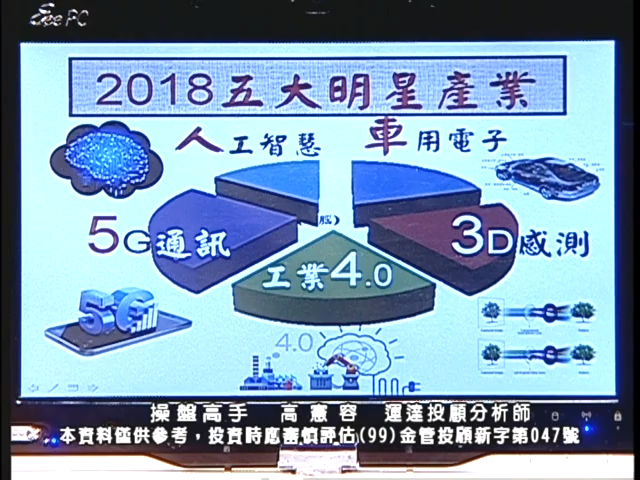 Eee PC
2018五大明星產業
人工智慧
車用電子
5G通訊
3D感測
工業4.0
5G
4.0
操盤高手 高憲容 運達投顧分析師
本資料僅供參考，投資時應審慎評估(99)金管投顧新字第047號